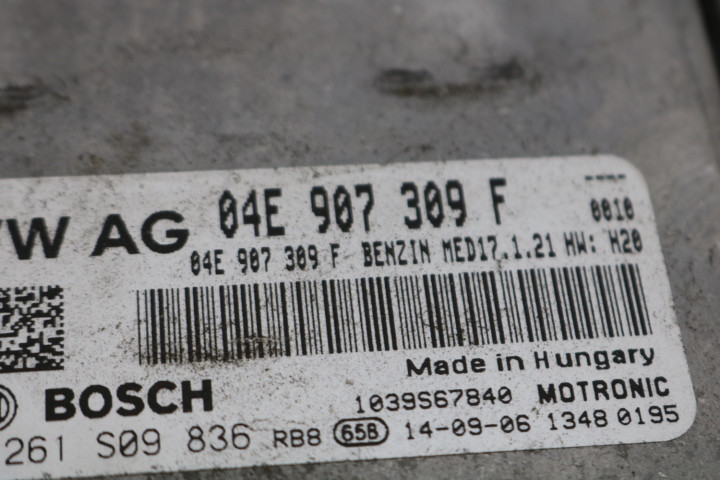 VW AG 04E 907 309 F
0010
04E 907 309 F BENZIN MED17.1.21 HW: H20
Made in Hungary
BOSCH 1039S67840 MOTRONIC
261 S09 836 RB8 65B 14-09-06 1348 0195